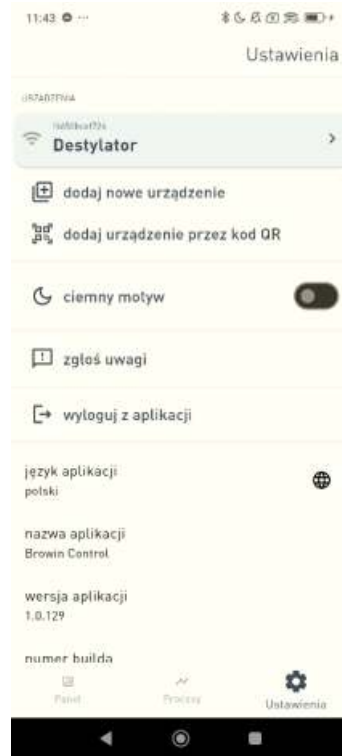 11:43
Ustawienia
URZĄDZENIA
Destylator
dodaj nowe urządzenie
dodaj urządzenie przez kod QR
ciemny motyw
zgłoś uwagi
wyloguj z aplikacji
język aplikacji
polski
nazwa aplikacji
Browin Control
wersja aplikacji
1.0.129
numer builda
Panel
Procesy
Ustawienia